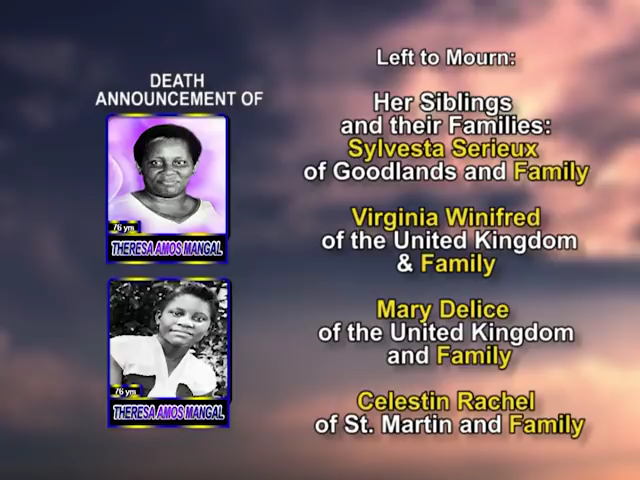 DEATH
ANNOUNCEMENT OF
76 yrs
THERESA AMOS MANGAL
76 yrs
THERESA AMOS MANGAL
Left to Mourn:
Her Siblings
and their Families:
Sylvesta Serieux
of Goodlands and Family
Virginia Winifred
of the United Kingdom
& Family
Mary Delice
of the United Kingdom
and Family
Celestin Rachel
of St. Martin and Family